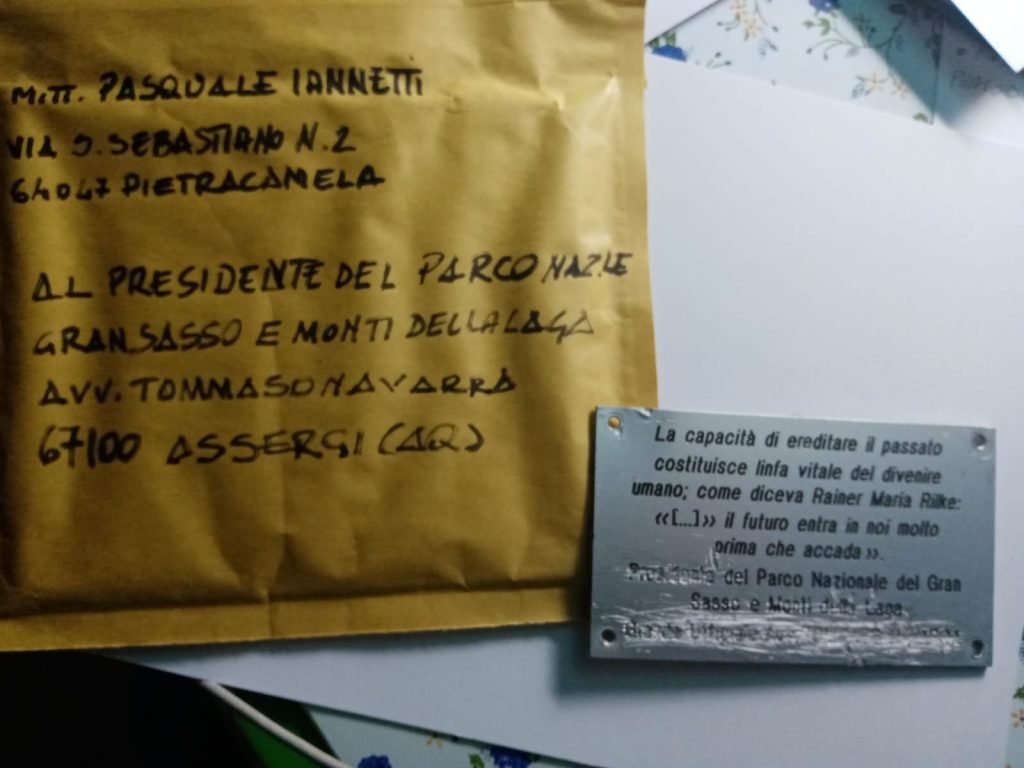 MITT. PASQUALE IANNETTI
VIA S. SEBASTIANO N. 2
64047 PIETRACAMELA
AL PRESIDENTE DEL PARCO NAZ.LE
GRAN SASSO E MONTI DELLA LAGA
AVV. TOMMASO NAVARRA
67100 ASSERGI (AQ)
La capacità di ereditare il passato
costituisce linfa vitale del divenire
umano; come diceva Rainer Maria Rilke:
«[...]» il futuro entra in noi molto
prima che accada».
Presidente del Parco Nazionale del Gran
Sasso e Monti della Laga